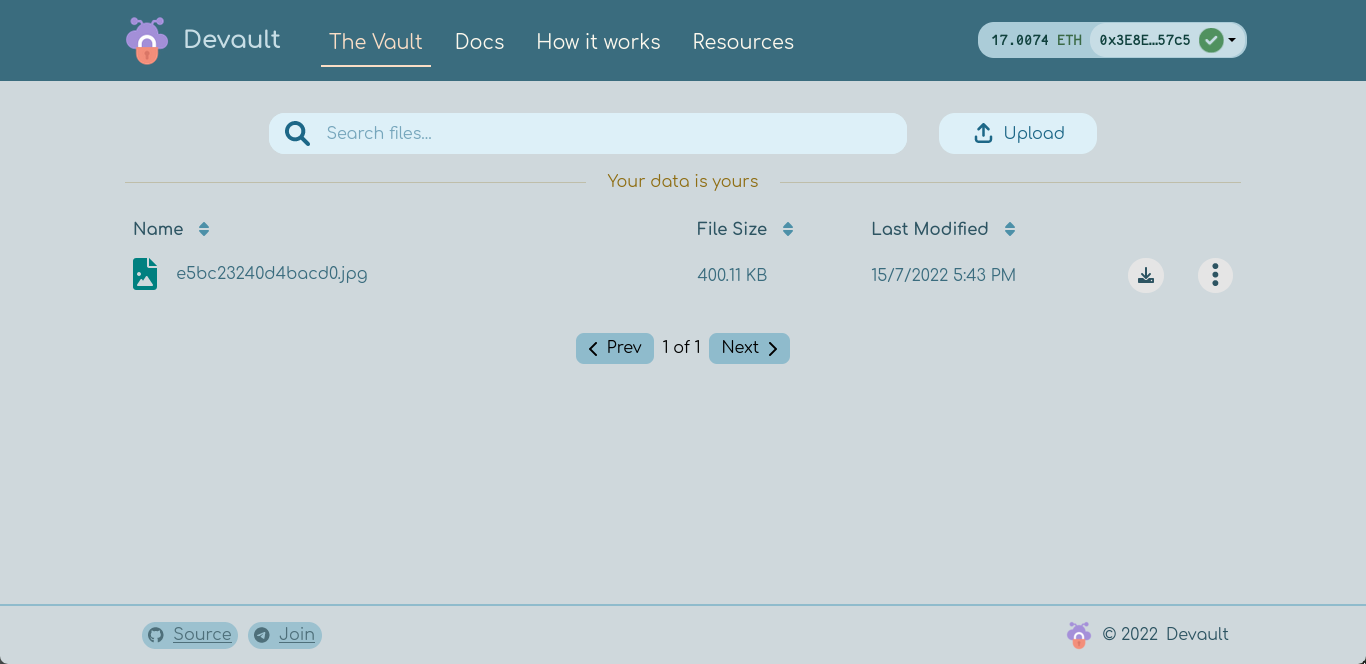 Devault The Vault Docs How it works Resources 17.0074 ETH 0x3E8E…57c5
Search files... Upload
Your data is yours
Name File Size Last Modified
e5bc23240d4bacd0.jpg 400.11 KB 15/7/2022 5:43 PM
Prev 1 of 1 Next
Source Join © 2022 Devault